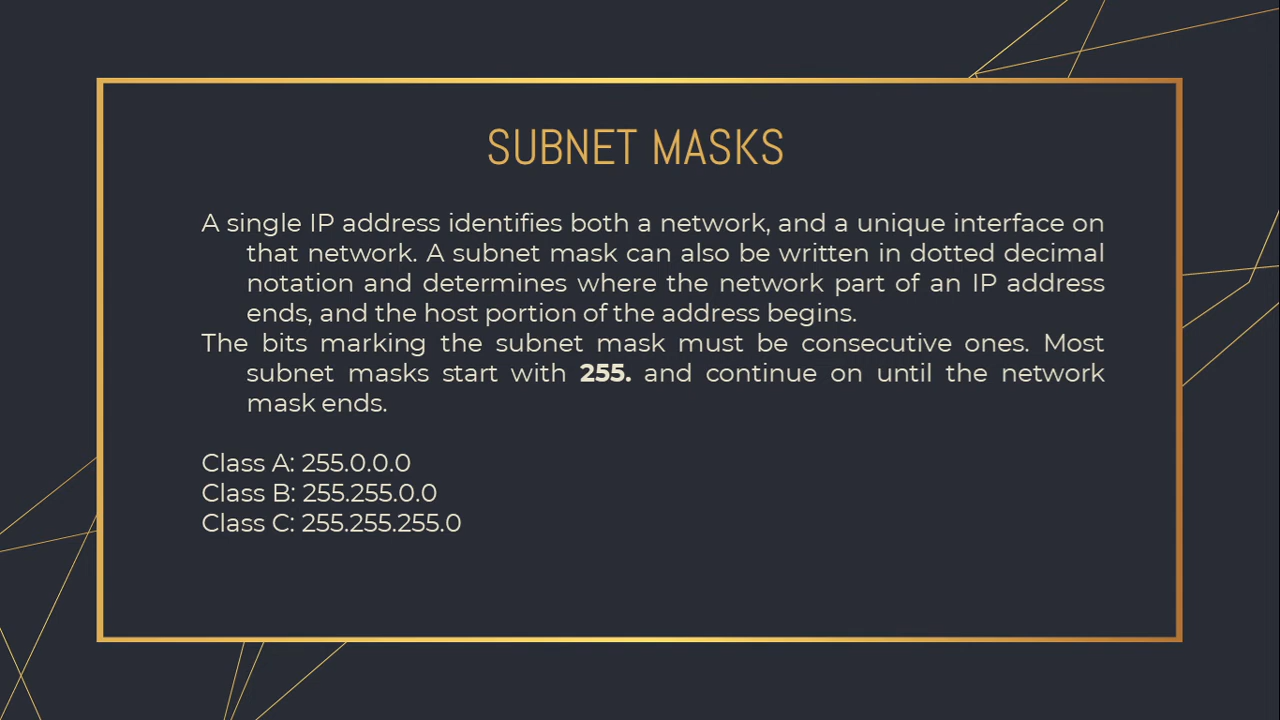 SUBNET MASKS
A single IP address identifies both a network, and a unique interface on
that network. A subnet mask can also be written in dotted decimal
notation and determines where the network part of an IP address
ends, and the host portion of the address begins.
The bits marking the subnet mask must be consecutive ones. Most
subnet masks start with 255. and continue on until the network
mask ends.
Class A: 255.0.0.0
Class B: 255.255.0.0
Class C: 255.255.255.0